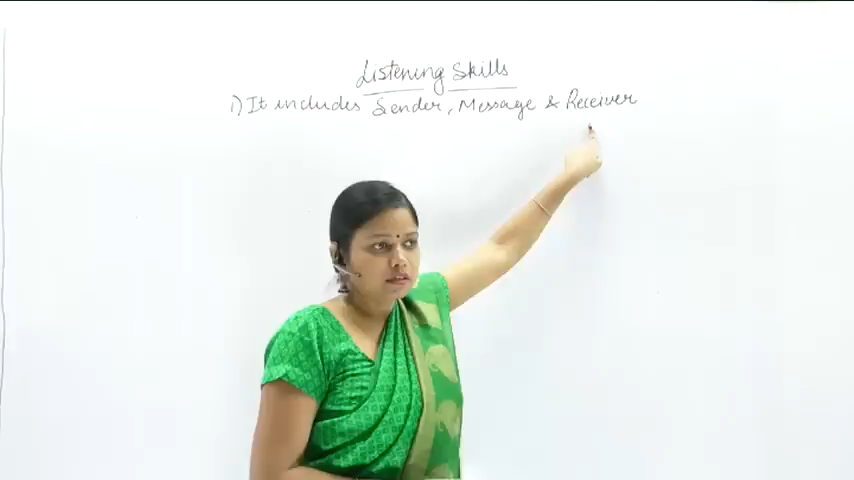 Listening Skills
1) It includes Sender, Message & Receiver